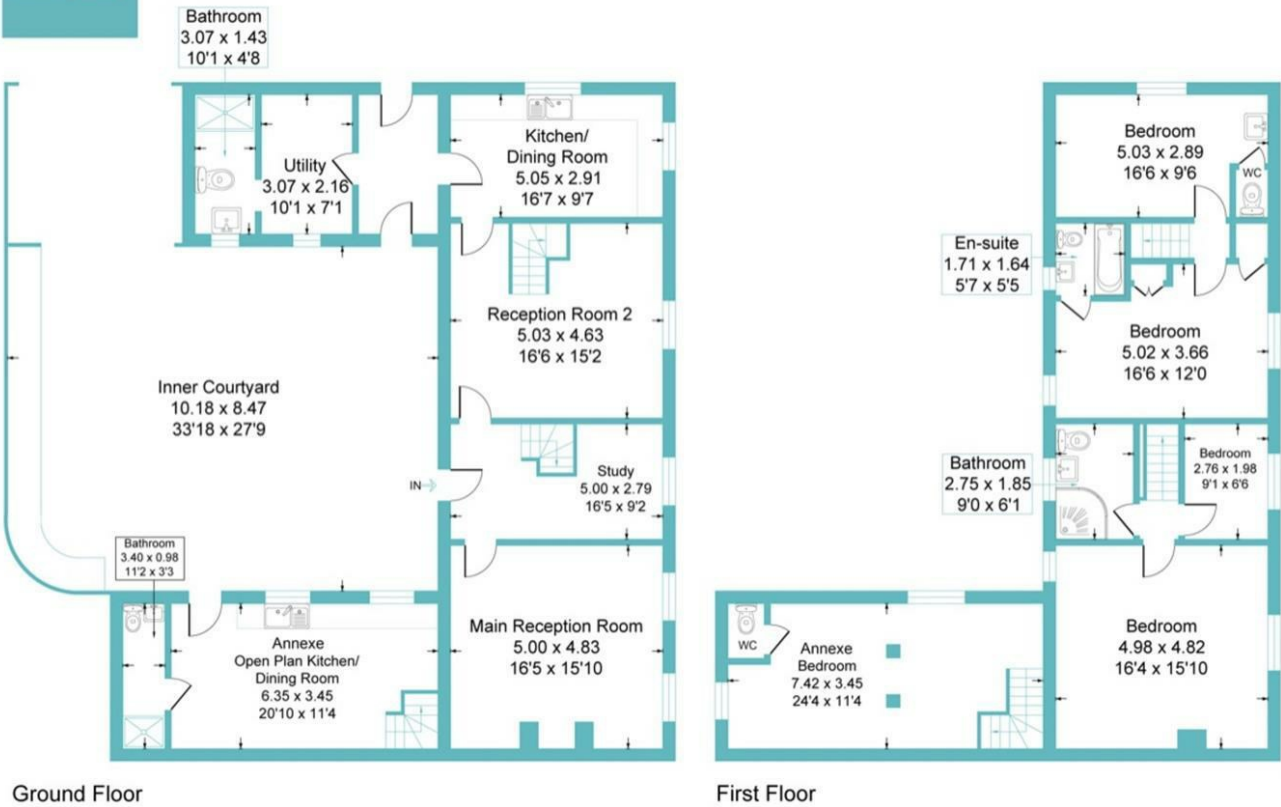 Bathroom
3.07 x 1.43
10'1 x 4'8
Utility
3.07 x 2.16
10'1 x 7'1
Kitchen/
Dining Room
5.05 x 2.91
16'7 x 9'7
Reception Room 2
5.03 x 4.63
16'6 x 15'2
Inner Courtyard
10.18 x 8.47
33'18 x 27'9
IN
Study
5.00 x 2.79
16'5 x 9'2
Bathroom
3.40 x 0.98
11'2 x 3'3
Annexe
Open Plan Kitchen/
Dining Room
6.35 x 3.45
20'10 x 11'4
Main Reception Room
5.00 x 4.83
16'5 x 15'10
Ground Floor
Bedroom
5.03 x 2.89
16'6 x 9'6
WC
En-suite
1.71 x 1.64
5'7 x 5'5
Bedroom
5.02 x 3.66
16'6 x 12'0
Bathroom
2.75 x 1.85
9'0 x 6'1
Bedroom
2.76 x 1.98
9'1 x 6'6
WC
Annexe
Bedroom
7.42 x 3.45
24'4 x 11'4
Bedroom
4.98 x 4.82
16'4 x 15'10
First Floor